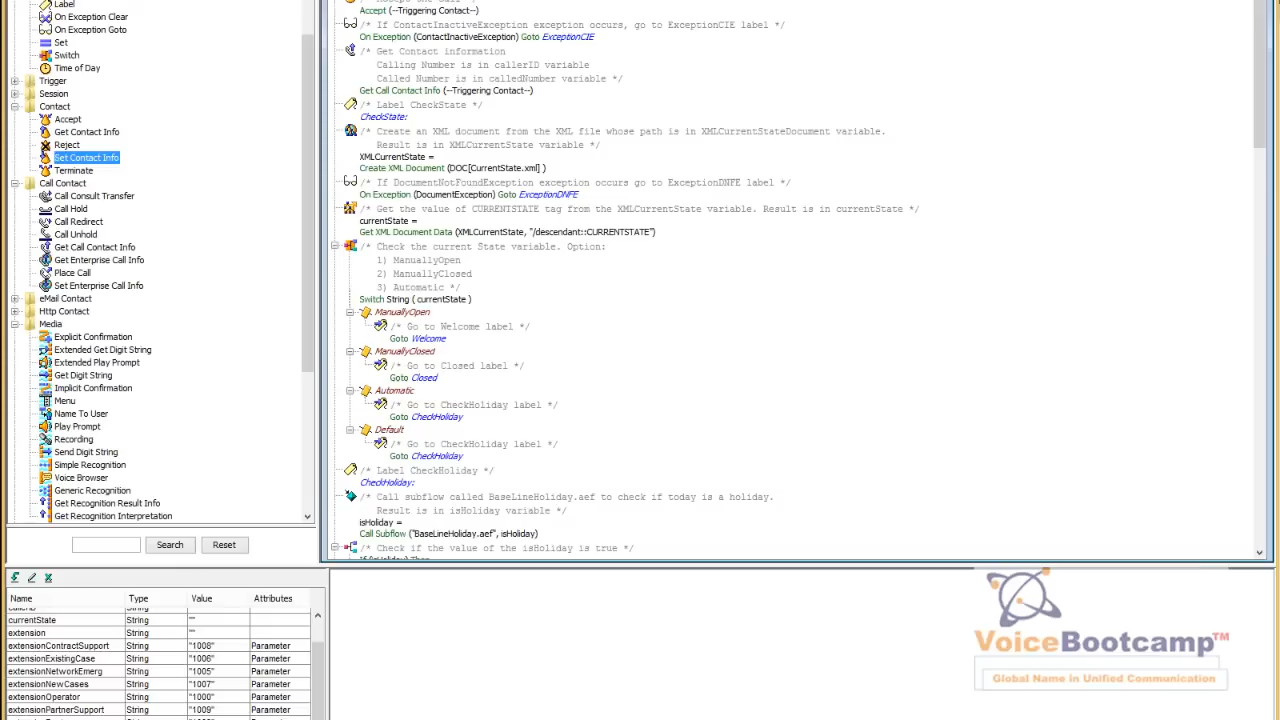 Label
On Exception Clear
On Exception Goto
Set
Switch
Time of Day
Trigger
Session
Contact
Accept
Get Contact Info
Reject
Set Contact Info
Terminate
Call Contact
Call Consult Transfer
Call Hold
Call Redirect
Call Unhold
Get Call Contact Info
Get Enterprise Call Info
Place Call
Set Enterprise Call Info
eMail Contact
Http Contact
Media
Explicit Confirmation
Extended Get Digit String
Extended Play Prompt
Get Digit String
Implicit Confirmation
Menu
Name To User
Play Prompt
Recording
Send Digit String
Simple Recognition
Voice Browser
Generic Recognition
Get Recognition Result Info
Get Recognition Interpretation
Search
Reset
Accept (--Triggering Contact--)
/* If ContactInactiveException exception occurs, go to ExceptionCIE label */
On Exception (ContactInactiveException) Goto ExceptionCIE
/* Get Contact information
Calling Number is in callerID variable
Called Number is in calledNumber variable */
Get Call Contact Info (--Triggering Contact--)
/* Label CheckState */
CheckState:
/* Create an XML document from the XML file whose path is in XMLCurrentStateDocument variable.
Result is in XMLCurrentState variable */
XMLCurrentState =
Create XML Document (DOC[CurrentState.xml] )
/* If DocumentNotFoundException exception occurs go to ExceptionDNFE label */
On Exception (DocumentException) Goto ExceptionDNFE
/* Get the value of CURRENTSTATE tag from the XMLCurrentState variable. Result is in currentState */
currentState =
Get XML Document Data (XMLCurrentState, "/descendant::CURRENTSTATE")
/* Check the current State variable. Option:
1) ManuallyOpen
2) ManuallyClosed
3) Automatic */
Switch String ( currentState )
ManuallyOpen
/* Go to Welcome label */
Goto Welcome
ManuallyClosed
/* Go to Closed label */
Goto Closed
Automatic
/* Go to CheckHoliday label */
Goto CheckHoliday
Default
/* Go to CheckHoliday label */
Goto CheckHoliday
/* Label CheckHoliday */
CheckHoliday:
/* Call subflow called BaseLineHoliday.aef to check if today is a holiday.
Result is in isHoliday variable */
isHoliday =
Call Subflow ("BaseLineHoliday.aef", isHoliday)
/* Check if the value of the isHoliday is true */
Name Type Value Attributes
currentState String ""
extension String ""
extensionContractSupport String "1008" Parameter
extensionExistingCase String "1006" Parameter
extensionNetworkEmerg String "1005" Parameter
extensionNewCases String "1007" Parameter
extensionOperator String "1000" Parameter
extensionPartnerSupport String "1009" Parameter
VoiceBootcamp™
Global Name in Unified Communication